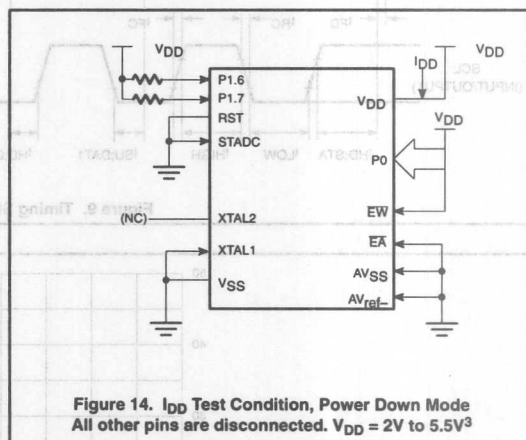 VDD
VDD
IDD
P1.6
P1.7
VDD
RST
VDD
STADC
P0
(NC)
XTAL2
EW
XTAL1
EA
VSS
AVSS
AVref–
Figure 14. IDD Test Condition, Power Down Mode
All other pins are disconnected. VDD = 2V to 5.5V3